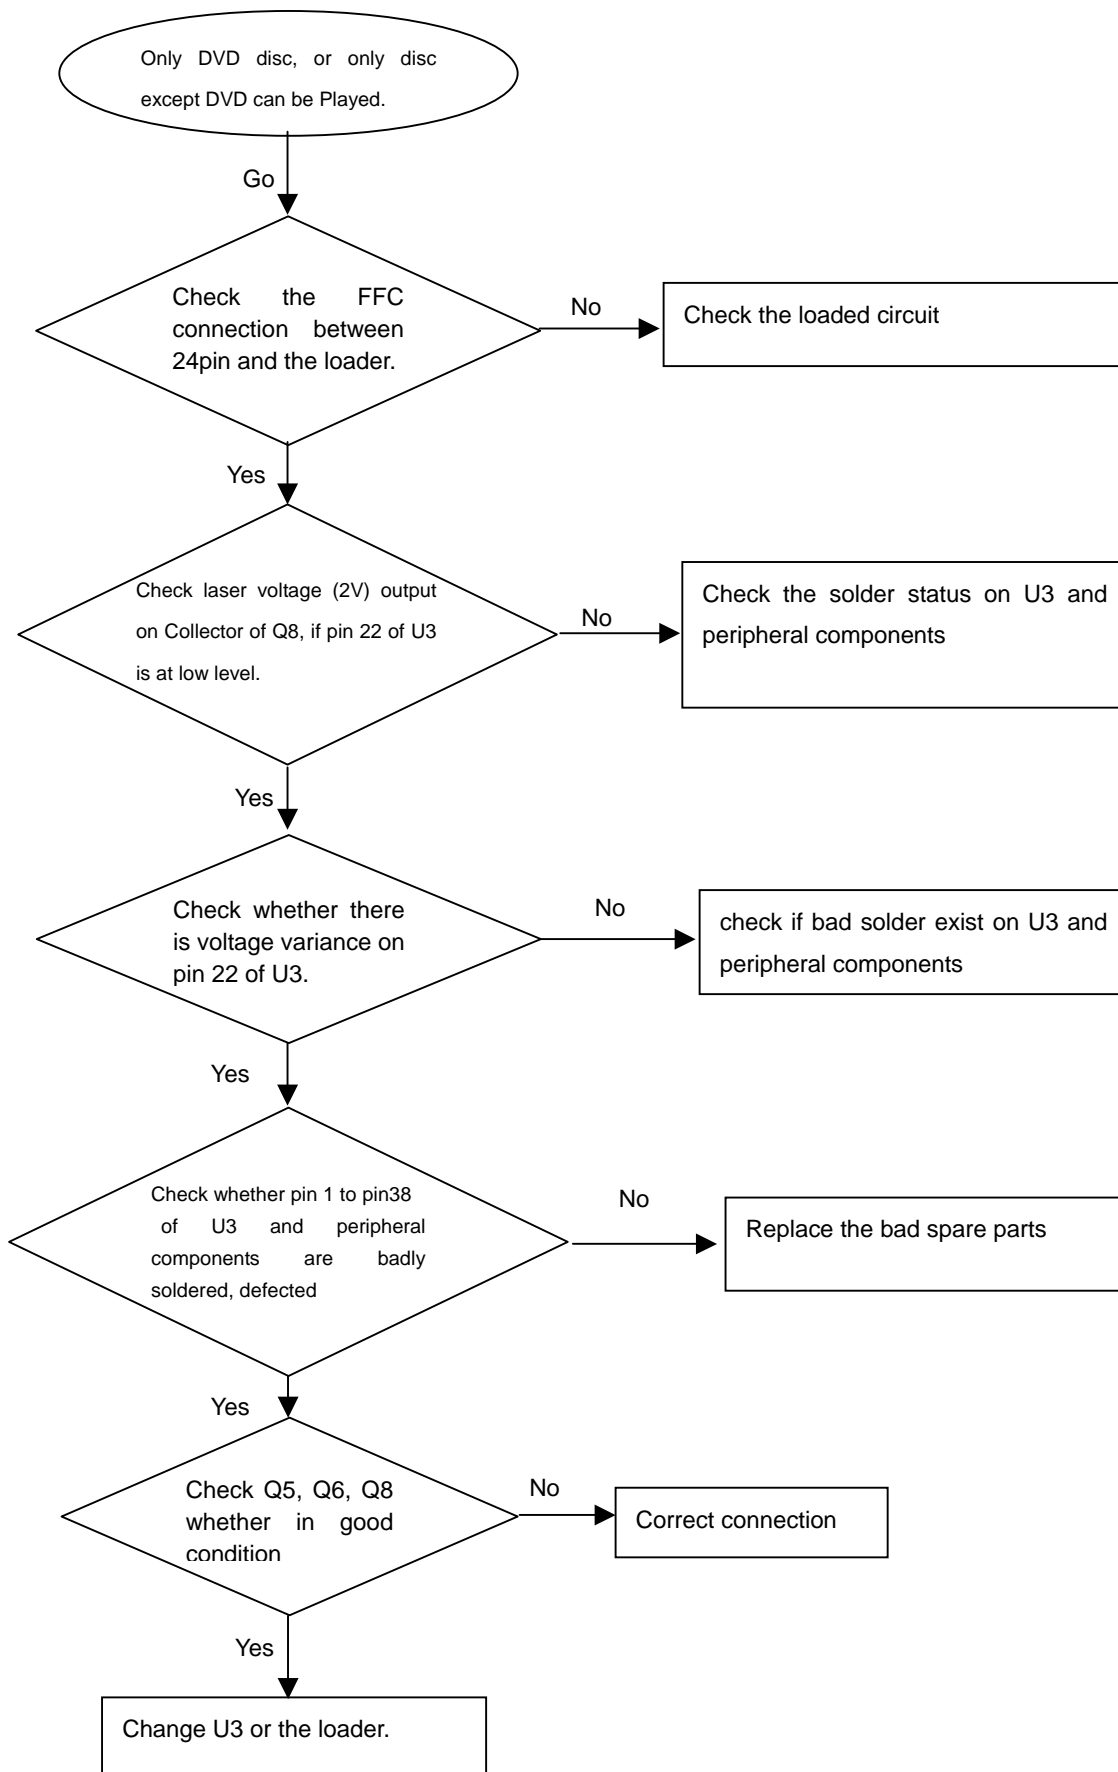 Only DVD disc, or only disc
except DVD can be Played.
Go
Check the FFC
connection between
24pin and the loader.
No
Check the loaded circuit
Yes
Check laser voltage (2V) output
on Collector of Q8, if pin 22 of U3
is at low level.
No
Check the solder status on U3 and
peripheral components
Yes
Check whether there
is voltage variance on
pin 22 of U3.
No
check if bad solder exist on U3 and
peripheral components
Yes
Check whether pin 1 to pin38
of U3 and peripheral
components are badly
soldered, defected
No
Replace the bad spare parts
Yes
Check Q5, Q6, Q8
whether in good
condition
No
Correct connection
Yes
Change U3 or the loader.